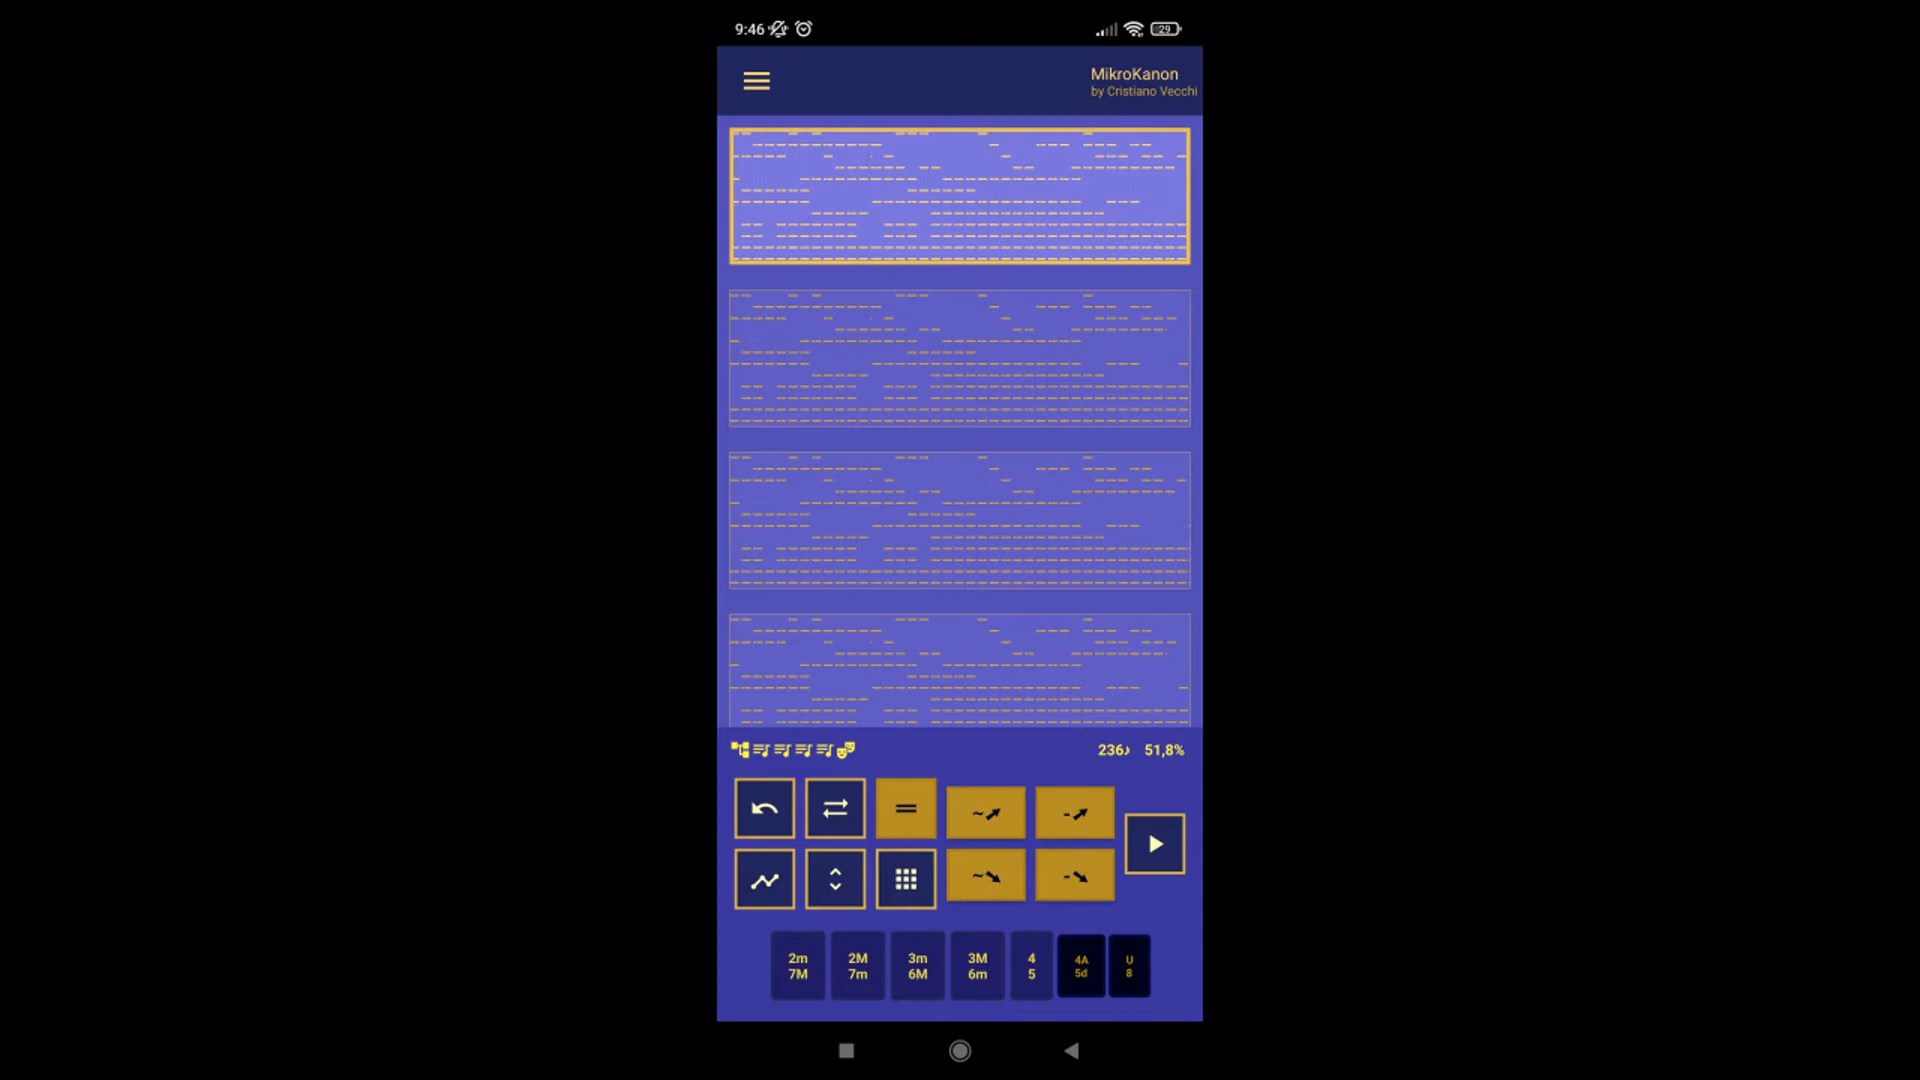 9:46
29
MikroKanon
by Cristiano Vecchi
236♪ 51,8%
2m 2M 3m 3M 4 4A U
7M 7m 6M 6m 5 5d 8